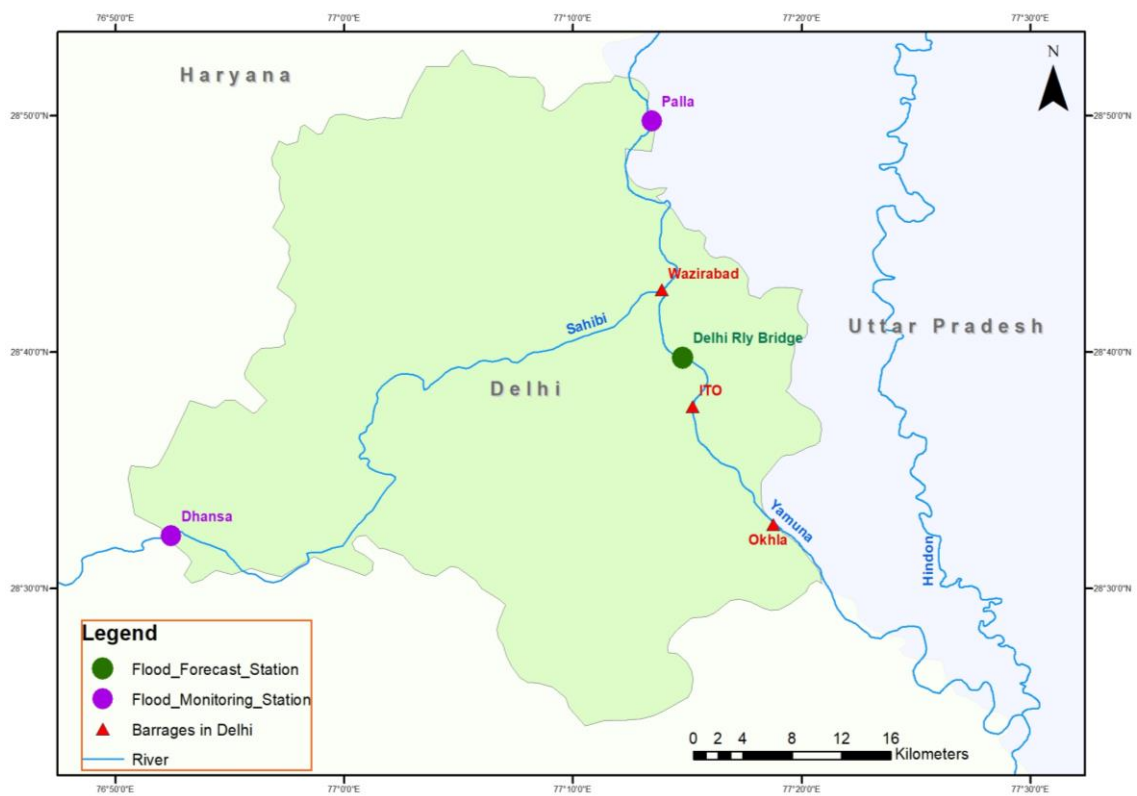 76°50'0"E
77°0'0"E
77°10'0"E
77°20'0"E
77°30'0"E
N
Haryana
Palla
28°50'0"N
28°50'0"N
Wazirabad
Sahibi
Uttar Pradesh
Delhi Rly Bridge
28°40'0"N
28°40'0"N
Delhi
ITO
Dhansa
Yamuna
Okhla
Hindon
28°30'0"N
28°30'0"N
Legend
Flood_Forecast_Station
Flood_Monitoring_Station
Barrages in Delhi
River
0 2 4 8 12 16
Kilometers
76°50'0"E
77°0'0"E
77°10'0"E
77°20'0"E
77°30'0"E